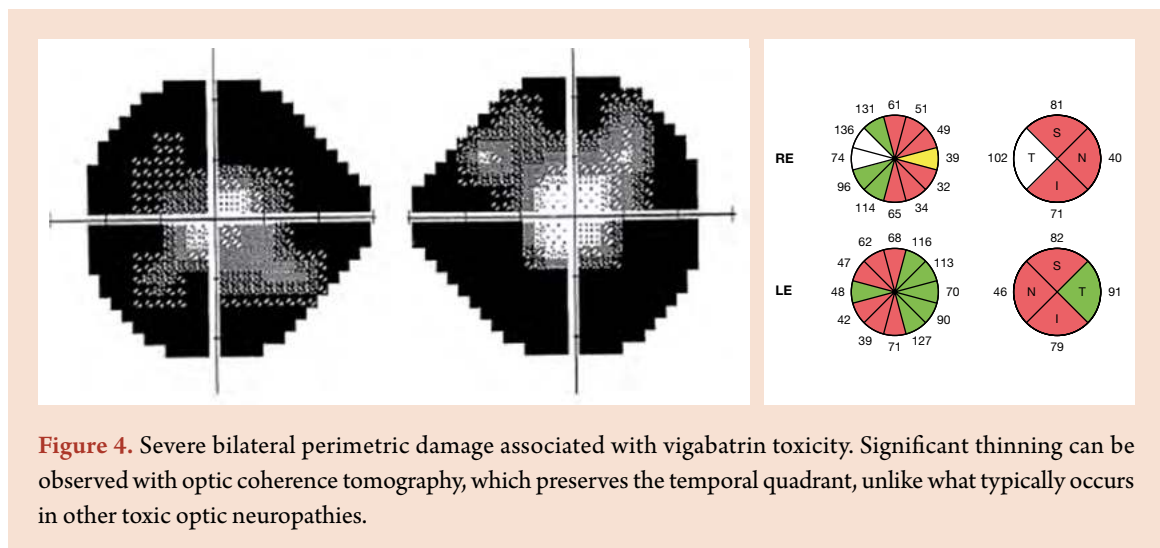 RE
131 61 51
136 49
74 39
96 32
114 65 34
81
S
102 T N 40
I
71
LE
62 68 116
47 113
48 70
42 90
39 71 127
82
S
46 N T 91
I
79
Figure 4. Severe bilateral perimetric damage associated with vigabatrin toxicity. Significant thinning can be
observed with optic coherence tomography, which preserves the temporal quadrant, unlike what typically occurs
in other toxic optic neuropathies.